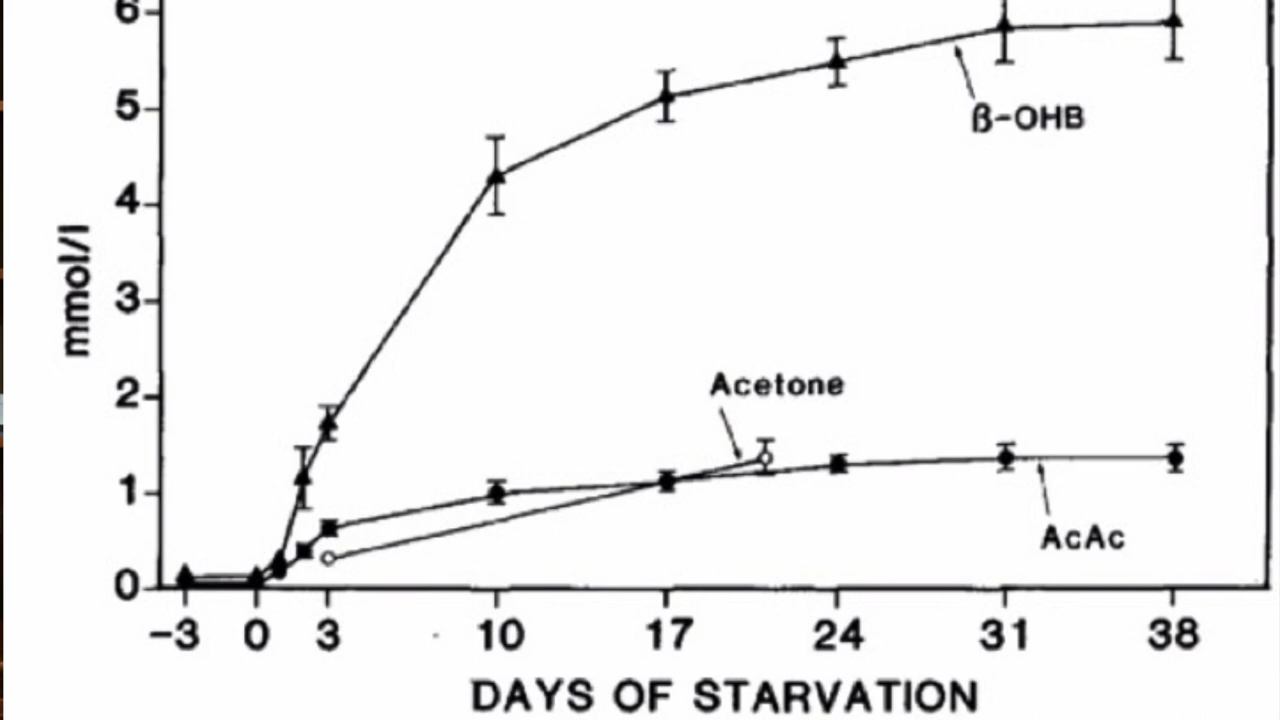 6
5
β-OHB
4
mmol/l
3
Acetone
2
1
AcAc
0
-3 0 3 10 17 24 31 38
DAYS OF STARVATION